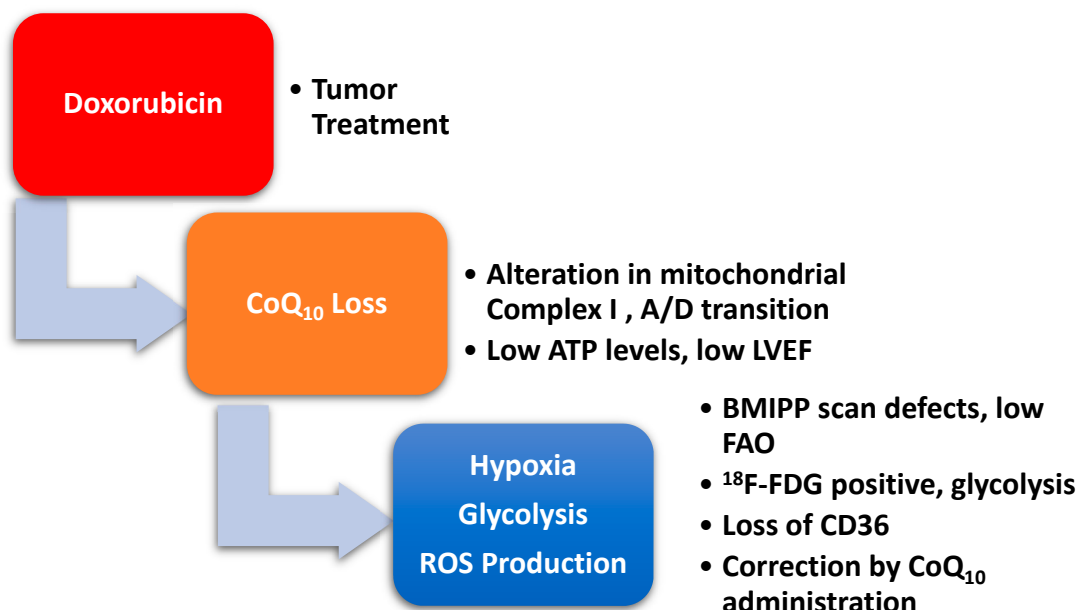 Doxorubicin
• Tumor
Treatment
CoQ₁₀ Loss
• Alteration in mitochondrial
Complex I , A/D transition
• Low ATP levels, low LVEF
Hypoxia
Glycolysis
ROS Production
• BMIPP scan defects, low
FAO
• ¹⁸F-FDG positive, glycolysis
• Loss of CD36
• Correction by CoQ₁₀
administration